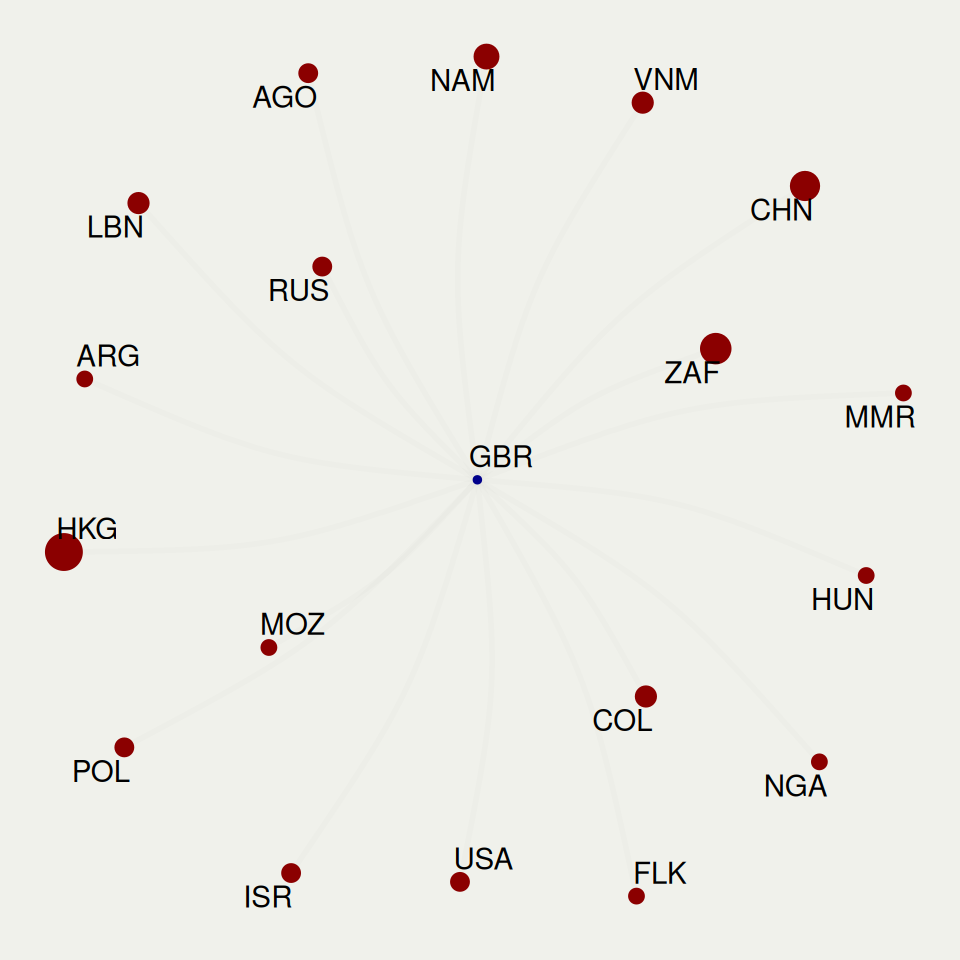 NAM
VNM
AGO
CHN
LBN
RUS
ARG
ZAF
MMR
GBR
HKG
HUN
MOZ
COL
POL
NGA
USA
FLK
ISR